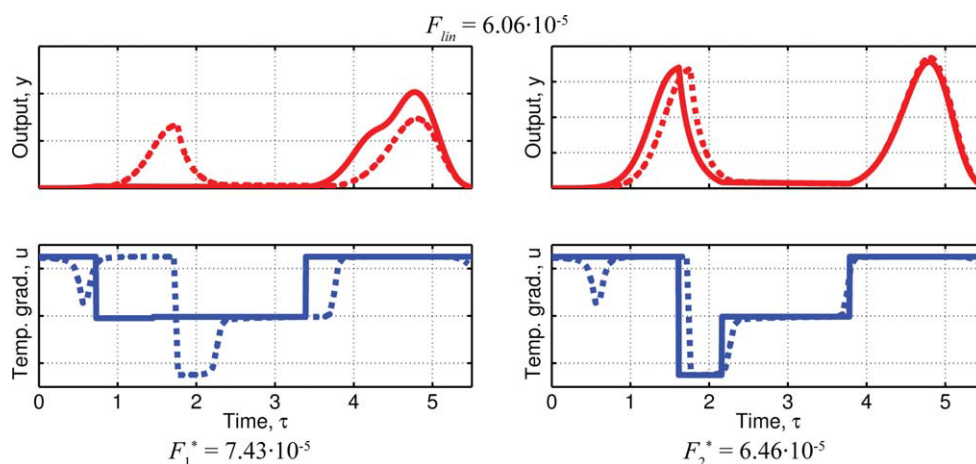 F_lin = 6.06·10^-5
Output, y
Output, y
Temp. grad., u
0 1 2 3 4 5
Time, τ
Temp. grad., u
0 1 2 3 4 5
Time, τ
F_1^* = 7.43·10^-5
F_2^* = 6.46·10^-5